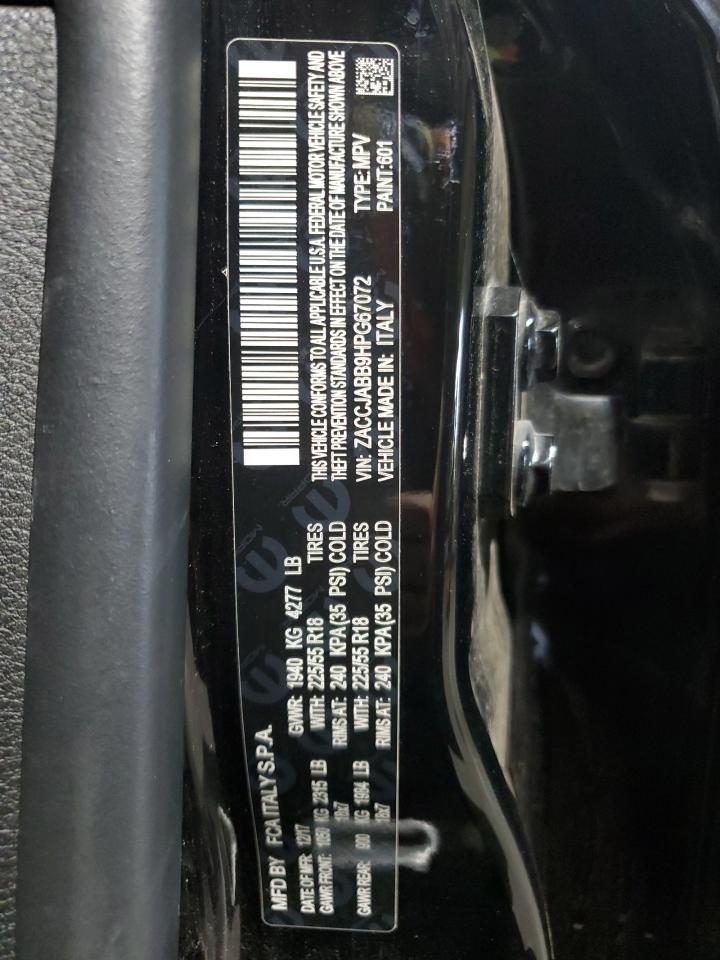 MFD BY FCA ITALY S.P.A.
DATE OF MFR: 12/17 GVWR: 1940 KG 4277 LB
GAWR FRONT: 1050 KG 2315 LB WITH: 225/55 R18 TIRES
18x7 RIMS AT: 240 KPA(35 PSI) COLD
GAWR REAR: 900 KG 1984 LB WITH: 225/55 R18 TIRES
18x7 RIMS AT: 240 KPA(35 PSI) COLD
THIS VEHICLE CONFORMS TO ALL APPLICABLE U.S.A. FEDERAL MOTOR VEHICLE SAFETY AND
THEFT PREVENTION STANDARDS IN EFFECT ON THE DATE OF MANUFACTURE SHOWN ABOVE
VIN: ZACCJABB9HPG67072 TYPE:MPV
VEHICLE MADE IN: ITALY PAINT:601